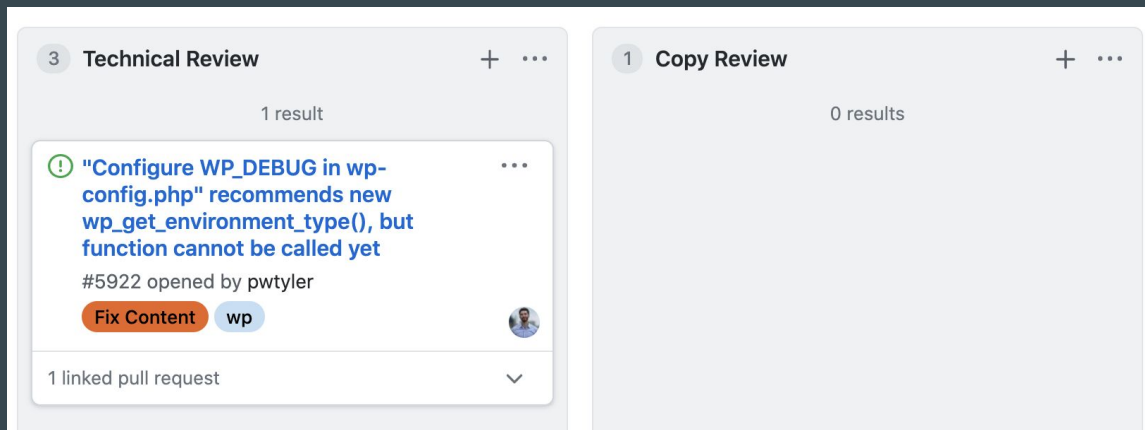 3 Technical Review
1 result
"Configure WP_DEBUG in wp-
config.php" recommends new
wp_get_environment_type(), but
function cannot be called yet
#5922 opened by pwtyler
Fix Content wp
1 linked pull request
1 Copy Review
0 results